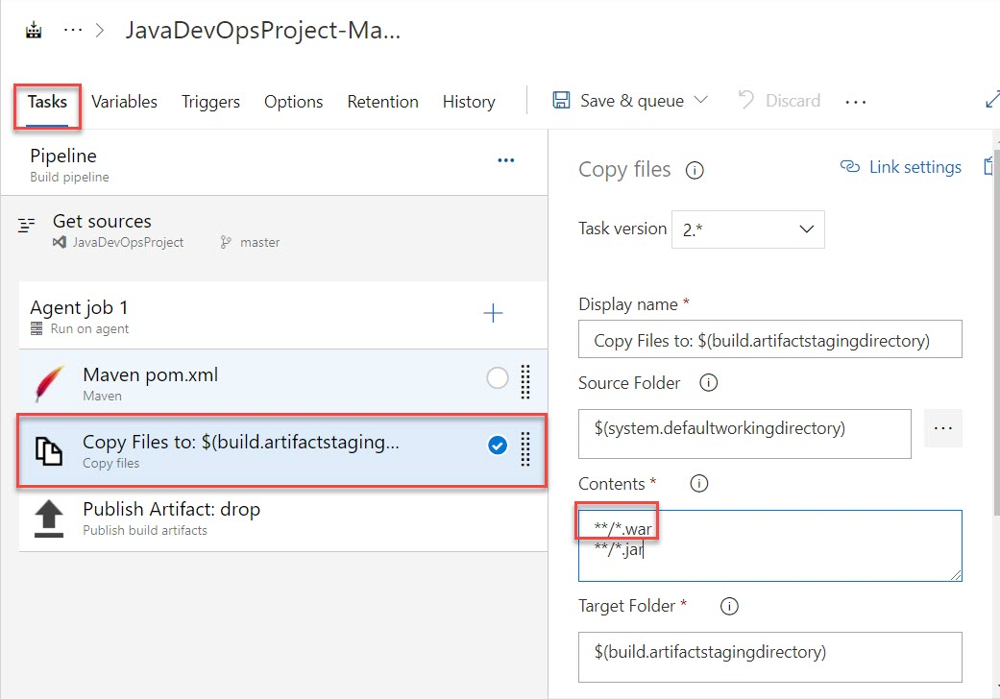 ··· > JavaDevOpsProject-Ma...
Tasks Variables Triggers Options Retention History Save & queue Discard ···
Pipeline ···
Build pipeline
Get sources
JavaDevOpsProject master
Agent job 1 +
Run on agent
Maven pom.xml
Maven
Copy Files to: $(build.artifactstaging...
Copy files
Publish Artifact: drop
Publish build artifacts
Copy files Link settings
Task version 2.*
Display name *
Copy Files to: $(build.artifactstagingdirectory)
Source Folder
$(system.defaultworkingdirectory) ···
Contents *
**/*.war
**/*.jar
Target Folder *
$(build.artifactstagingdirectory)